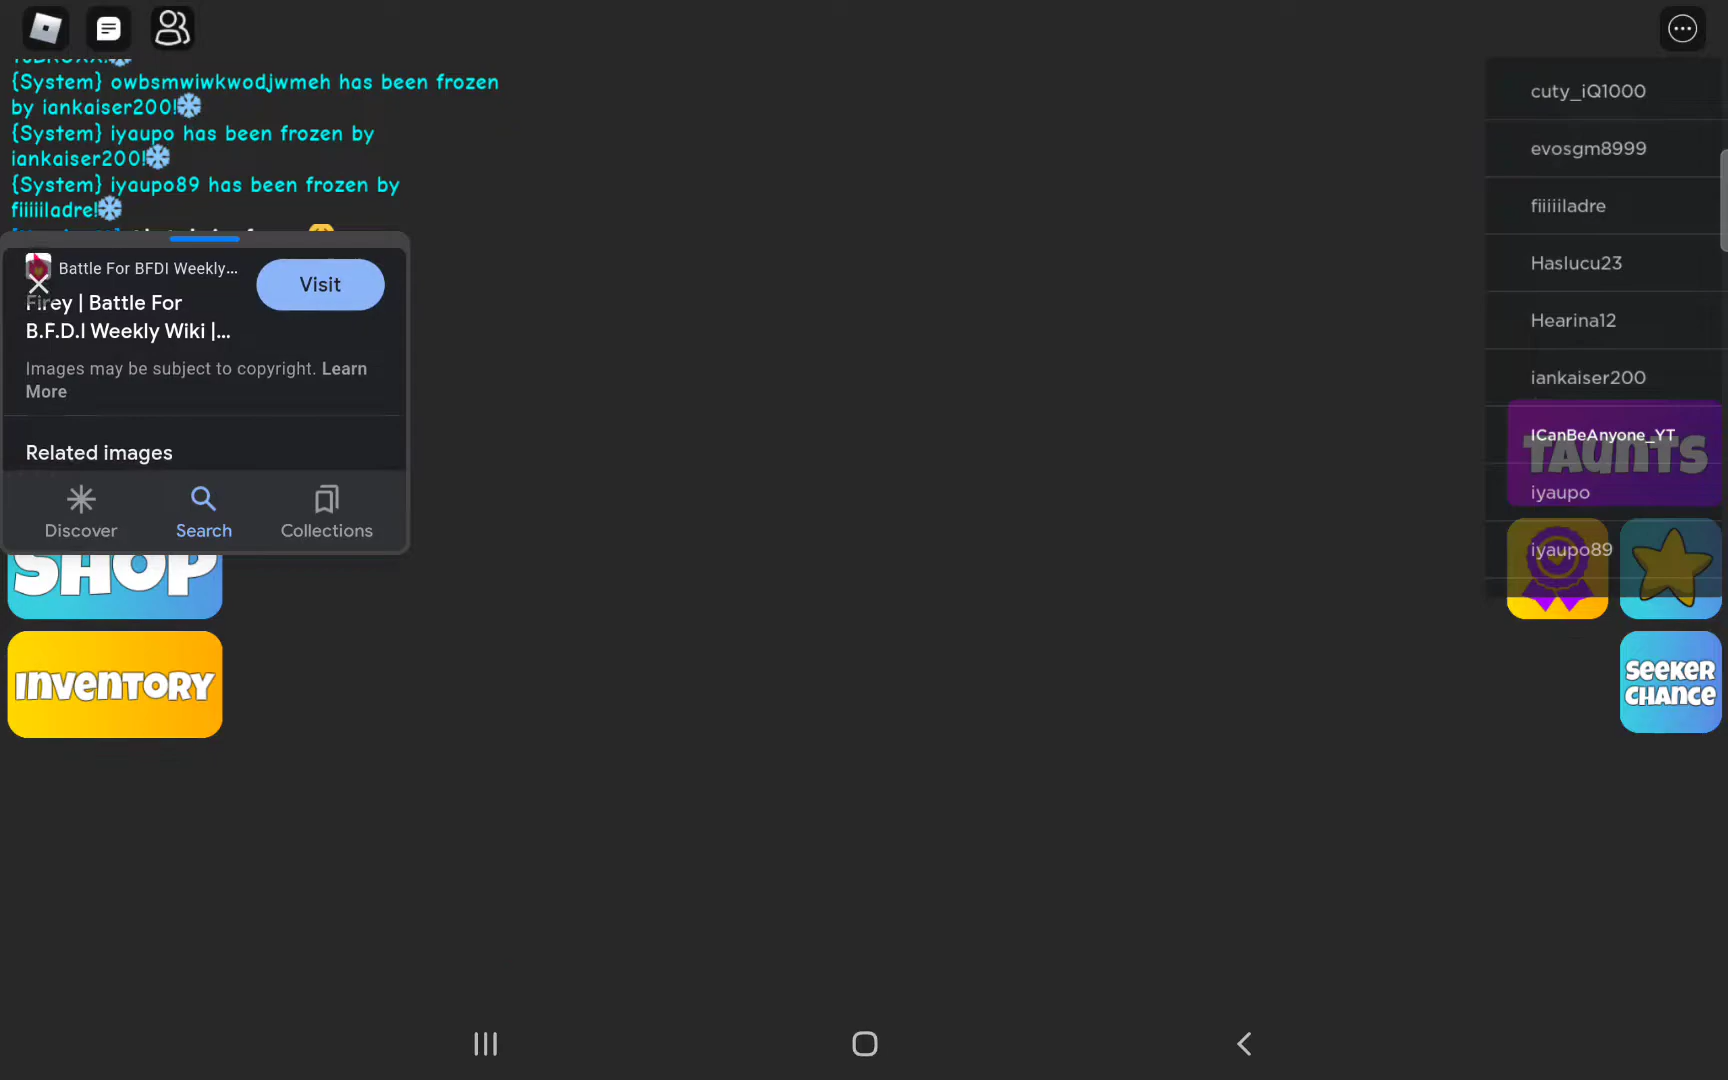 {System} owbsmwiwkwodjwmeh has been frozen
by iankaiser200!❄
{System} iyaupo has been frozen by
iankaiser200!❄
{System} iyaupo89 has been frozen by
fiiiiiladre!❄
Battle For BFDI Weekly...
Visit
Firey | Battle For
B.F.D.I Weekly Wiki |...
Images may be subject to copyright. Learn
More
Related images
Discover
Search
Collections
SHOP
INVENTORY
cuty_iQ1000
evosgm8999
fiiiiiladre
Haslucu23
Hearina12
iankaiser200
ICanBeAnyone_YT
TAUNTS
iyaupo
iyaupo89
SEEKER
CHANCE